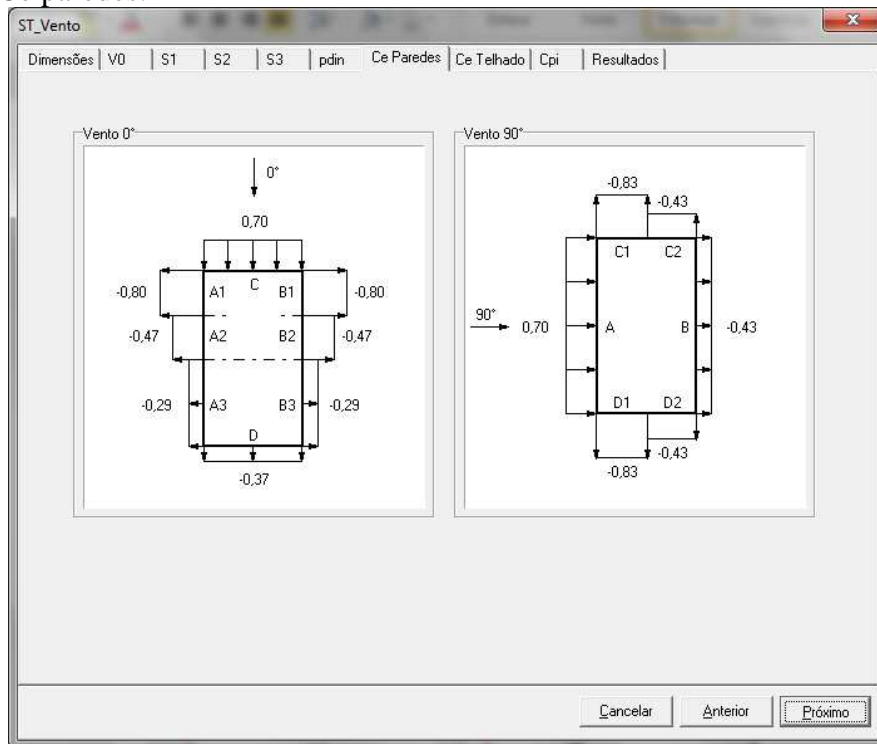 ST_Vento
Dimensões V0 S1 S2 S3 pdin Ce Paredes Ce Telhado Cpi Resultados
Vento 0°
0°
0,70
-0,80 A1 C B1 -0,80
-0,47 A2 B2 -0,47
-0,29 A3 B3 -0,29
D
-0,37
Vento 90°
-0,83
-0,43
C1 C2
90° 0,70 A B -0,43
D1 D2
-0,43
-0,83
Cancelar Anterior Próximo